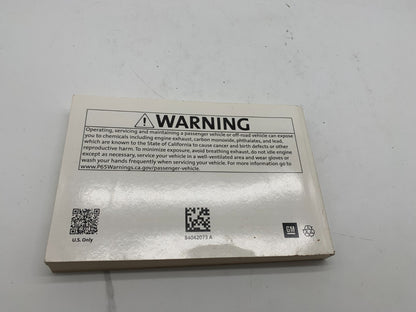 WARNING
Operating, servicing and maintaining a passenger vehicle or off-road vehicle can expose
you to chemicals including engine exhaust, carbon monoxide, phthalates, and lead,
which are known to the State of California to cause cancer and birth defects or other
reproductive harm. To minimize exposure, avoid breathing exhaust, do not idle engine
except as necessary, service your vehicle in a well-ventilated area and wear gloves or
wash your hands frequently when servicing your vehicle. For more information go to
www.P65Warnings.ca.gov/passenger-vehicle.
U.S. Only
84062073 A
GM